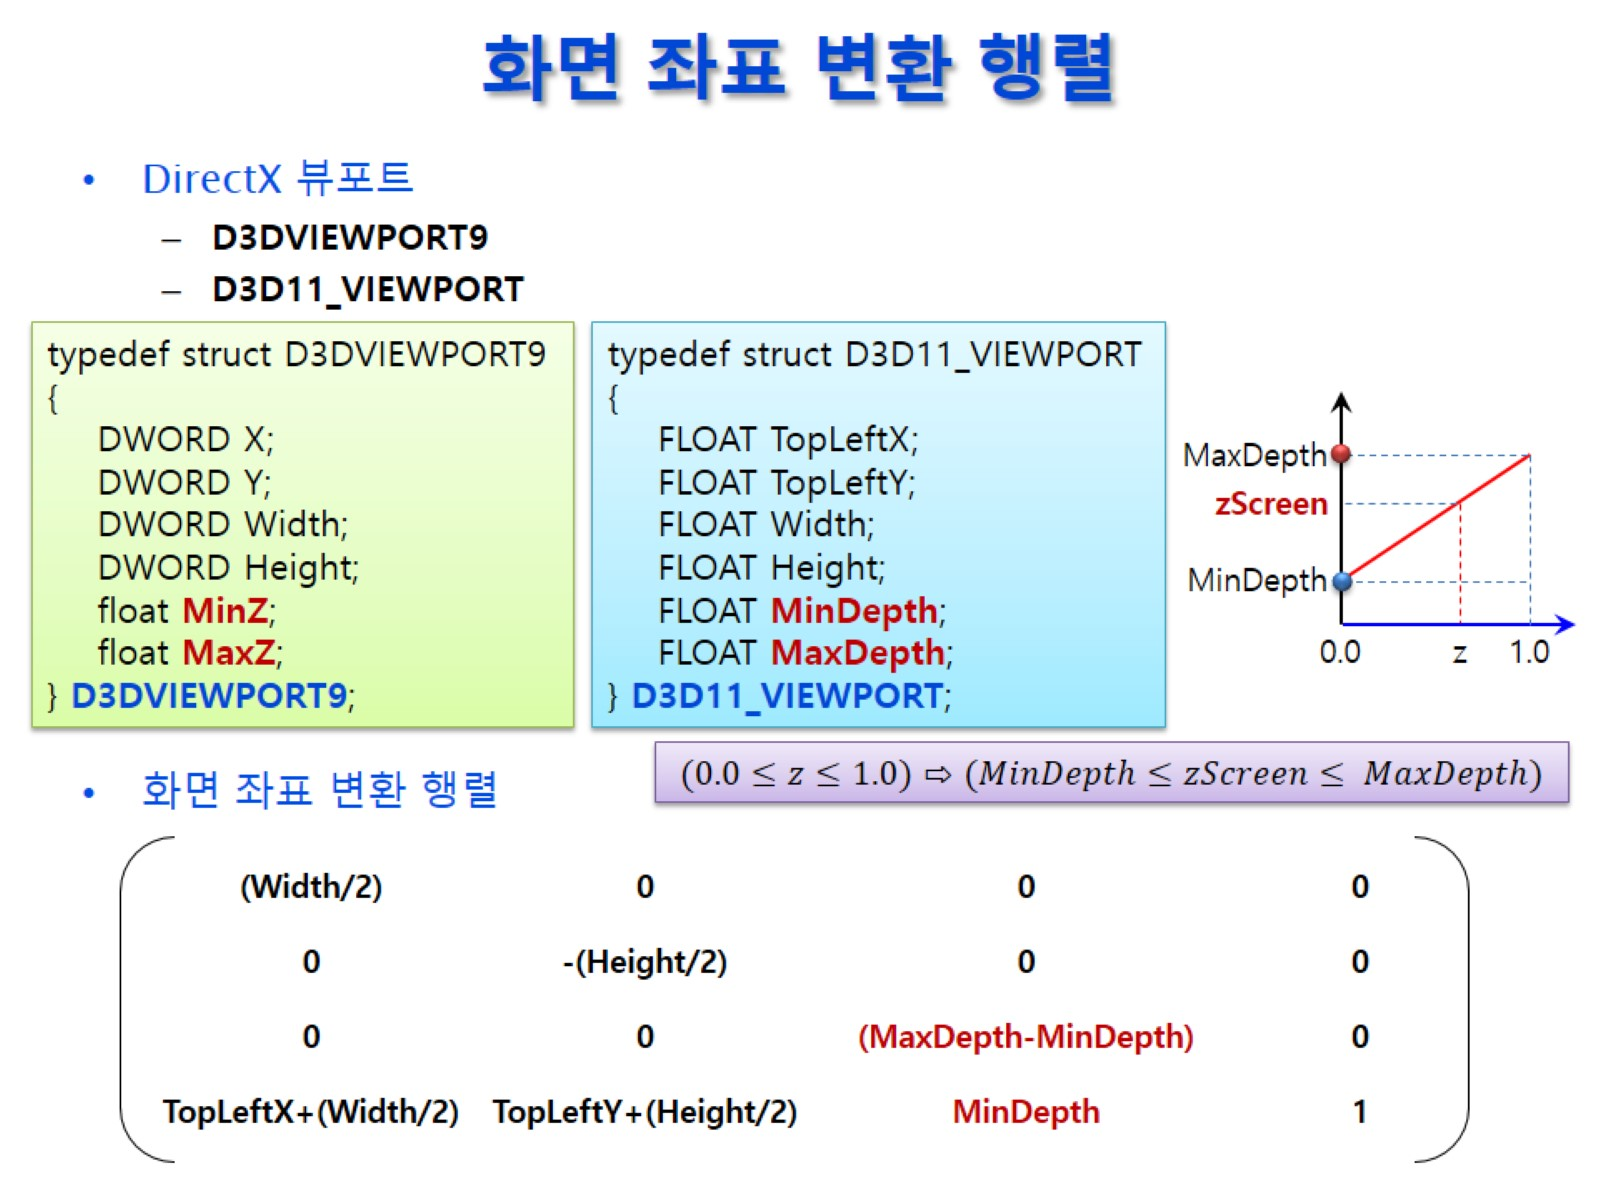 화면 좌표 변환 행렬
• DirectX 뷰포트
– D3DVIEWPORT9
– D3D11_VIEWPORT
typedef struct D3DVIEWPORT9
{
DWORD X;
DWORD Y;
DWORD Width;
DWORD Height;
float MinZ;
float MaxZ;
} D3DVIEWPORT9;
typedef struct D3D11_VIEWPORT
{
FLOAT TopLeftX;
FLOAT TopLeftY;
FLOAT Width;
FLOAT Height;
FLOAT MinDepth;
FLOAT MaxDepth;
} D3D11_VIEWPORT;
MaxDepth
zScreen
MinDepth
0.0 z 1.0
(0.0 ≤ z ≤ 1.0) ⇨ (MinDepth ≤ zScreen ≤ MaxDepth)
• 화면 좌표 변환 행렬
(Width/2) 0 0 0
0 -(Height/2) 0 0
0 0 (MaxDepth-MinDepth) 0
TopLeftX+(Width/2) TopLeftY+(Height/2) MinDepth 1